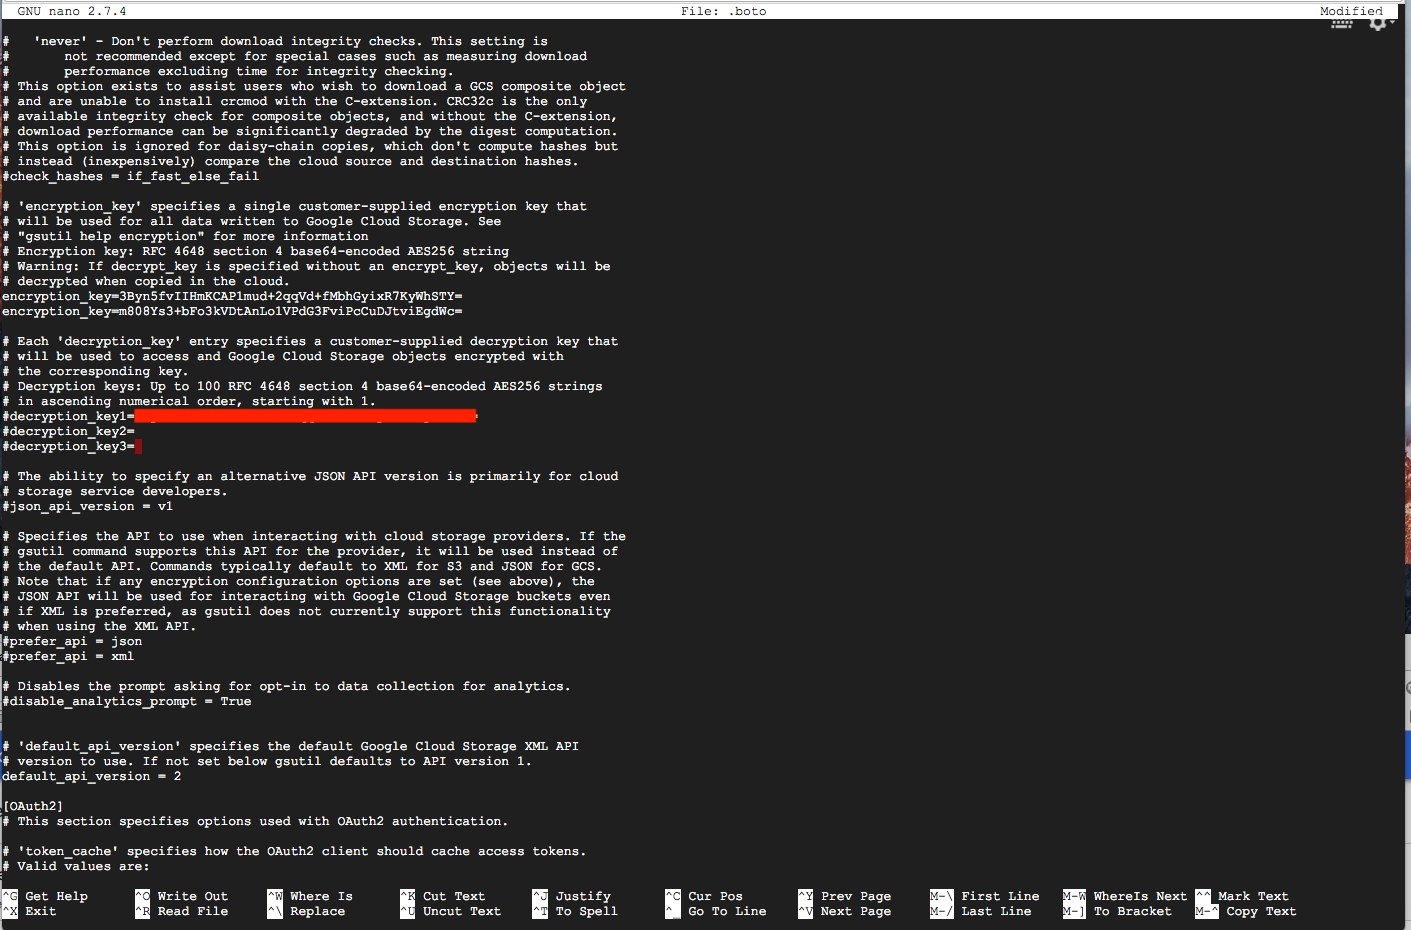 GNU nano 2.7.4 File: .boto Modified
#   'never' - Don't perform download integrity checks. This setting is
#       not recommended except for special cases such as measuring download
#       performance excluding time for integrity checking.
# This option exists to assist users who wish to download a GCS composite object
# and are unable to install crcmod with the C-extension. CRC32c is the only
# available integrity check for composite objects, and without the C-extension,
# download performance can be significantly degraded by the digest computation.
# This option is ignored for daisy-chain copies, which don't compute hashes but
# instead (inexpensively) compare the cloud source and destination hashes.
#check_hashes = if_fast_else_fail
# 'encryption_key' specifies a single customer-supplied encryption key that
# will be used for all data written to Google Cloud Storage. See
# "gsutil help encryption" for more information
# Encryption key: RFC 4648 section 4 base64-encoded AES256 string
# Warning: If decrypt_key is specified without an encrypt_key, objects will be
# decrypted when copied in the cloud.
encryption_key=3Byn5fvIIHmKCAP1mud+2qqVd+fMbhGyixR7KyWhSTY=
encryption_key=m808Ys3+bFo3kVDtAnLo1VPdG3FviPcCuDJtviEgdWc=
# Each 'decryption_key' entry specifies a customer-supplied decryption key that
# will be used to access and Google Cloud Storage objects encrypted with
# the corresponding key.
# Decryption keys: Up to 100 RFC 4648 section 4 base64-encoded AES256 strings
# in ascending numerical order, starting with 1.
#decryption_key1=
#decryption_key2=
#decryption_key3=
# The ability to specify an alternative JSON API version is primarily for cloud
# storage service developers.
#json_api_version = v1
# Specifies the API to use when interacting with cloud storage providers. If the
# gsutil command supports this API for the provider, it will be used instead of
# the default API. Commands typically default to XML for S3 and JSON for GCS.
# Note that if any encryption configuration options are set (see above), the
# JSON API will be used for interacting with Google Cloud Storage buckets even
# if XML is preferred, as gsutil does not currently support this functionality
# when using the XML API.
#prefer_api = json
#prefer_api = xml
# Disables the prompt asking for opt-in to data collection for analytics.
#disable_analytics_prompt = True
# 'default_api_version' specifies the default Google Cloud Storage XML API
# version to use. If not set below gsutil defaults to API version 1.
default_api_version = 2
[OAuth2]
# This section specifies options used with OAuth2 authentication.
# 'token_cache' specifies how the OAuth2 client should cache access tokens.
# Valid values are:
^G Get Help ^O Write Out ^W Where Is ^K Cut Text ^J Justify ^C Cur Pos ^Y Prev Page M-\ First Line M-W WhereIs Next ^^ Mark Text
^X Exit ^R Read File ^\ Replace ^U Uncut Text ^T To Spell ^_ Go To Line ^V Next Page M-/ Last Line M-] To Bracket M-^ Copy Text